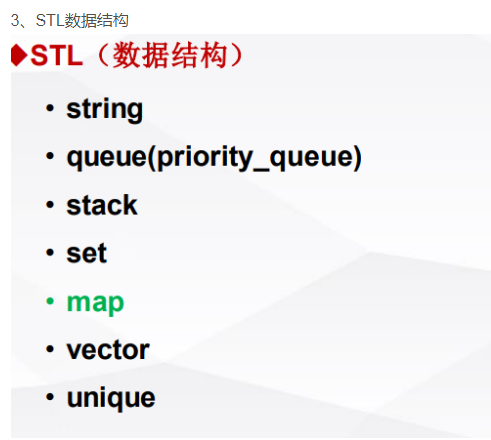 3、STL数据结构
◆STL（数据结构）
• string
• queue(priority_queue)
• stack
• set
• map
• vector
• unique